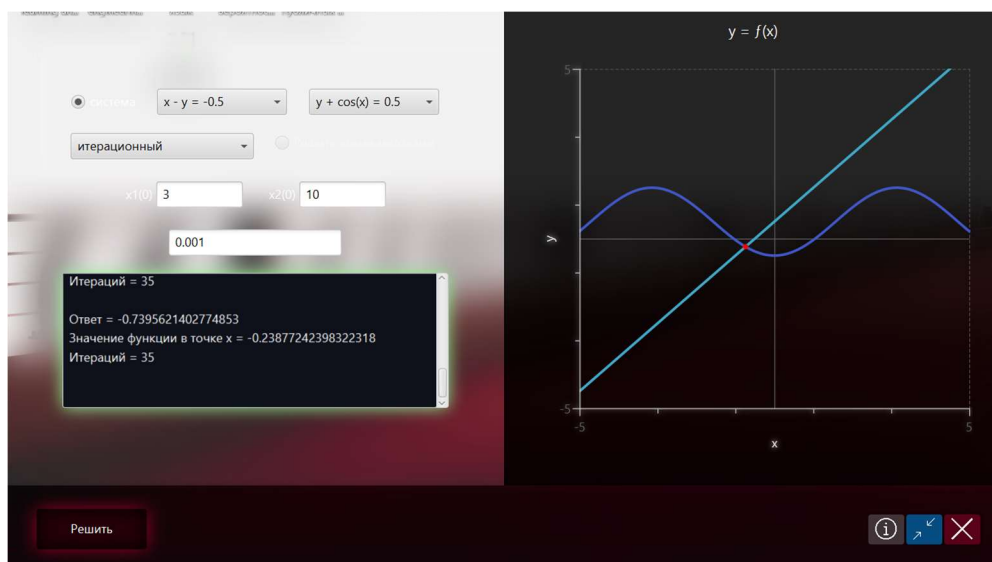 система
x - y = -0.5
y + cos(x) = 0.5
итерационный
x1(0)
3
x2(0)
10
0.001
Итераций = 35
Ответ = -0.7395621402774853
Значение функции в точке x = -0.23877242398322318
Итераций = 35
Решить
y = f(x)
5
y
-5
-5
5
x